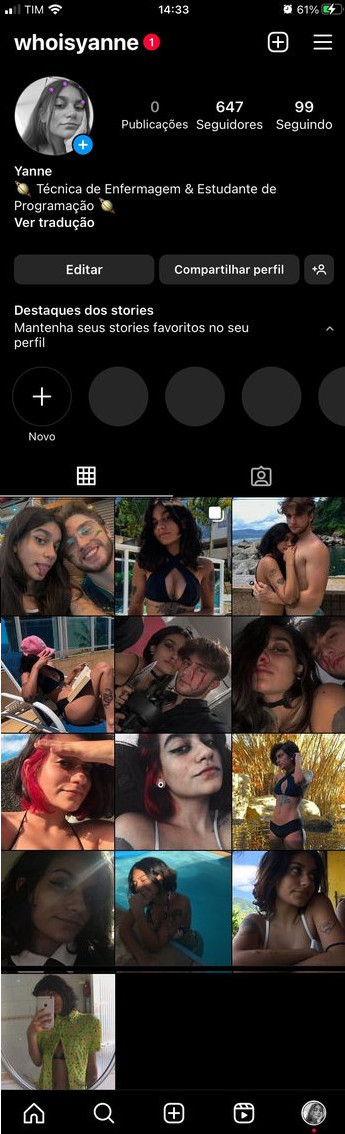 TIM 14:33 61%
whoisyanne 1
0 647 99
Publicações Seguidores Seguindo
Yanne
🪐 Técnica de Enfermagem & Estudante de
Programação 🪐
Ver tradução
Editar Compartilhar perfil
Destaques dos stories
Mantenha seus stories favoritos no seu
perfil
Novo